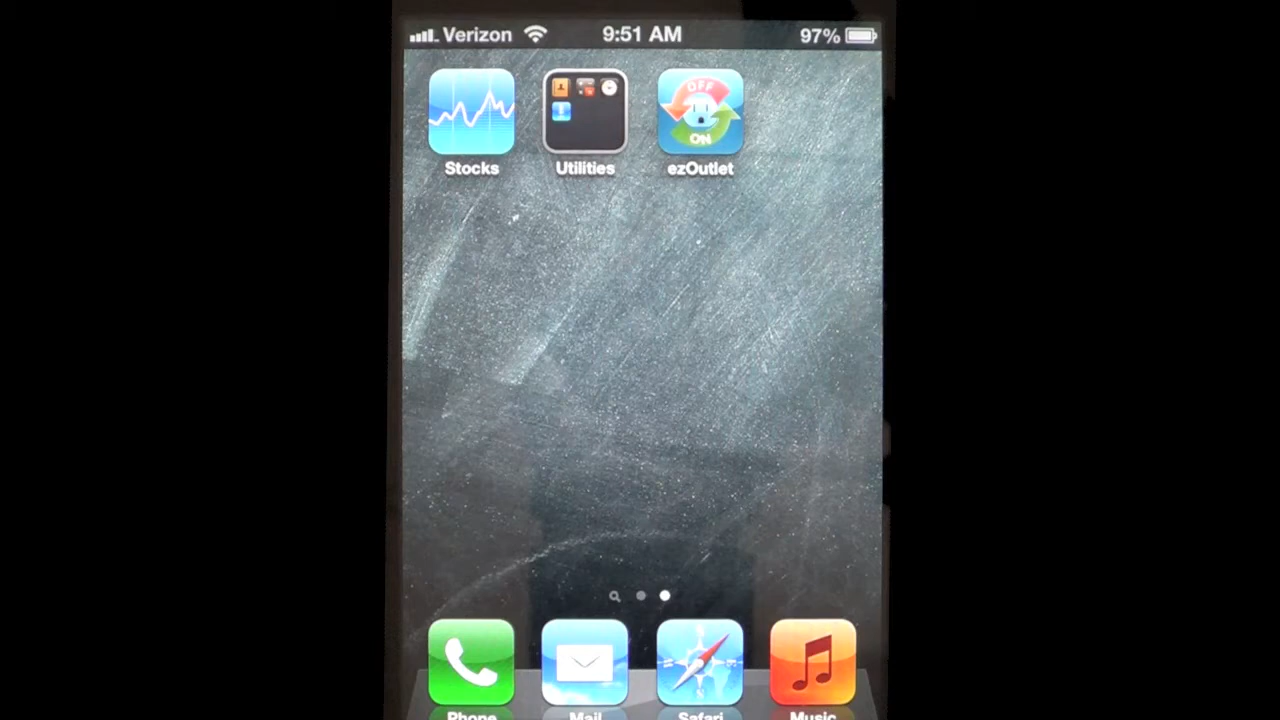 Verizon 9:51 AM 97%
OFF
ON
Stocks Utilities ezOutlet
Phone Mail Safari Music